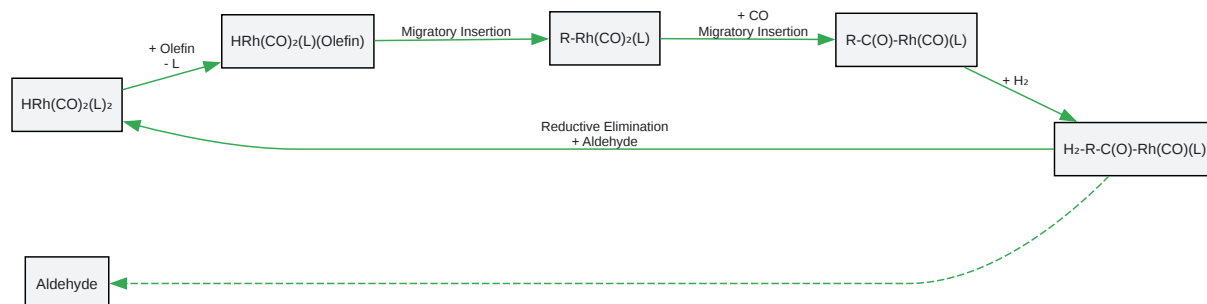 + CO
Migratory Insertion
Migratory Insertion
HRh(CO)₂(L)(Olefin)
R-Rh(CO)₂(L)
R-C(O)-Rh(CO)(L)
+ Olefin
- L
+ H₂
HRh(CO)₂(L)₂
Reductive Elimination
+ Aldehyde
H₂-R-C(O)-Rh(CO)(L)
Aldehyde